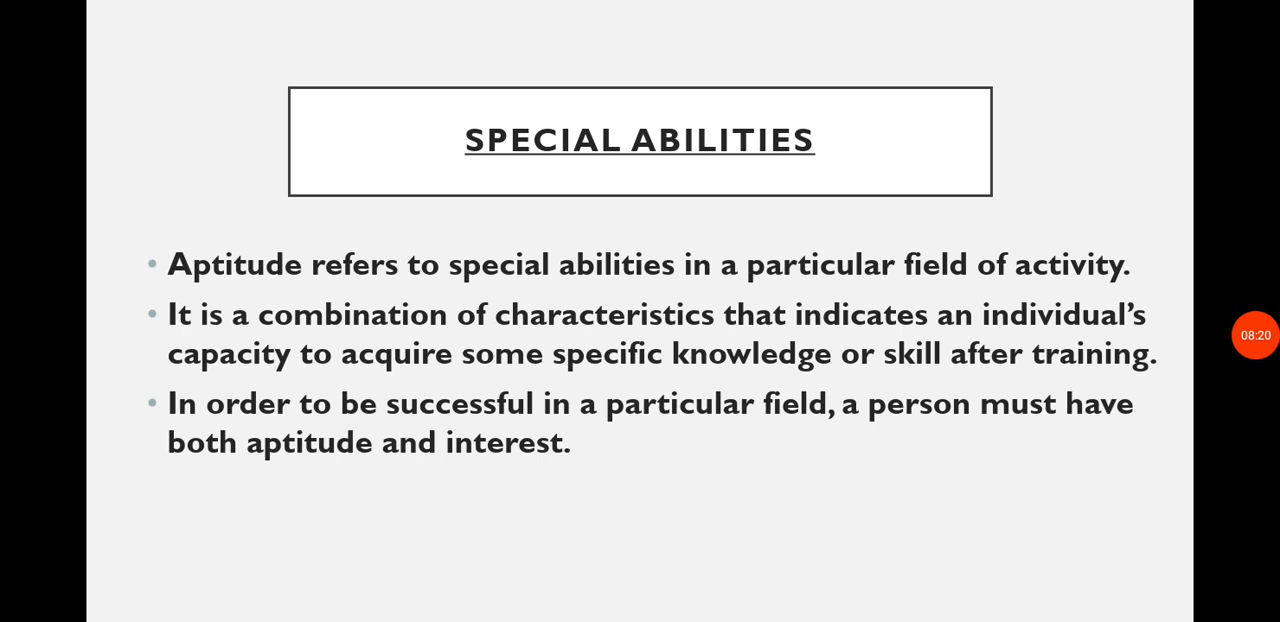 SPECIAL ABILITIES
• Aptitude refers to special abilities in a particular field of activity.
• It is a combination of characteristics that indicates an individual’s
capacity to acquire some specific knowledge or skill after training.
• In order to be successful in a particular field, a person must have
both aptitude and interest.
08:20